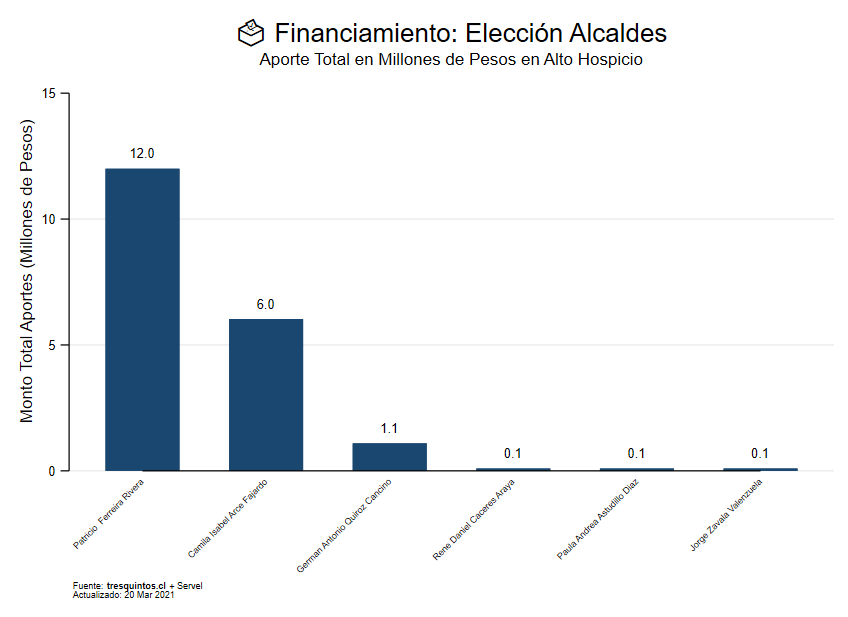 Financiamiento: Elección Alcaldes
Aporte Total en Millones de Pesos en Alto Hospicio
Monto Total Aportes (Millones de Pesos)
15
10
5
0
12.0
6.0
1.1
0.1
0.1
0.1
Patricio Ferreira Rivera
Camila Isabel Arce Fajardo
German Antonio Quiroz Cancino
Rene Daniel Caceres Araya
Paula Andrea Astudillo Diaz
Jorge Zavala Valenzuela
Fuente: tresquintos.cl + Servel
Actualizado: 20 Mar 2021